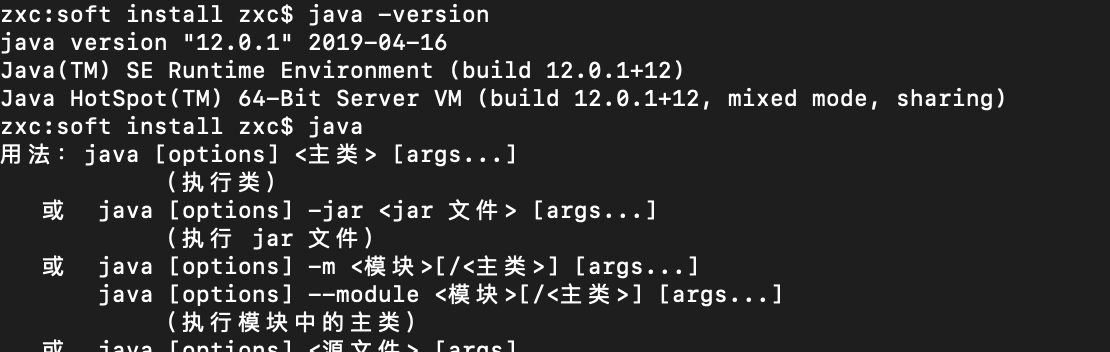 zxc:soft install zxc$ java -version
java version "12.0.1" 2019-04-16
Java(TM) SE Runtime Environment (build 12.0.1+12)
Java HotSpot(TM) 64-Bit Server VM (build 12.0.1+12, mixed mode, sharing)
zxc:soft install zxc$ java
用法：java [options] <主类> [args...]
（执行类）
或 java [options] -jar <jar 文件> [args...]
（执行 jar 文件）
或 java [options] -m <模块>[/<主类>] [args...]
java [options] --module <模块>[/<主类>] [args...]
（执行模块中的主类）
或 java [options] <源文件> [args]